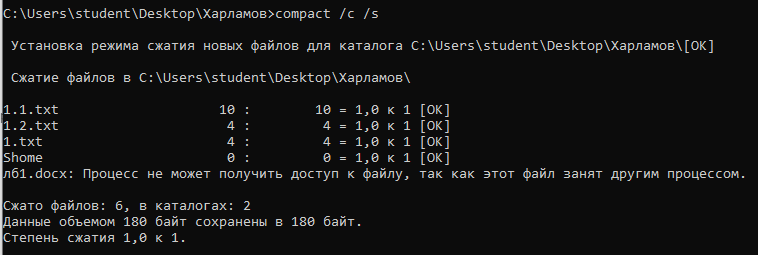 C:\Users\student\Desktop\Харламов>compact /c /s
Установка режима сжатия новых файлов для каталога C:\Users\student\Desktop\Харламов\[OK]
Сжатие файлов в C:\Users\student\Desktop\Харламов\
1.1.txt 10 : 10 = 1,0 к 1 [OK]
1.2.txt 4 : 4 = 1,0 к 1 [OK]
1.txt 4 : 4 = 1,0 к 1 [OK]
Shome 0 : 0 = 1,0 к 1 [OK]
лб1.docx: Процесс не может получить доступ к файлу, так как этот файл занят другим процессом.
Сжато файлов: 6, в каталогах: 2
Данные объемом 180 байт сохранены в 180 байт.
Степень сжатия 1,0 к 1.